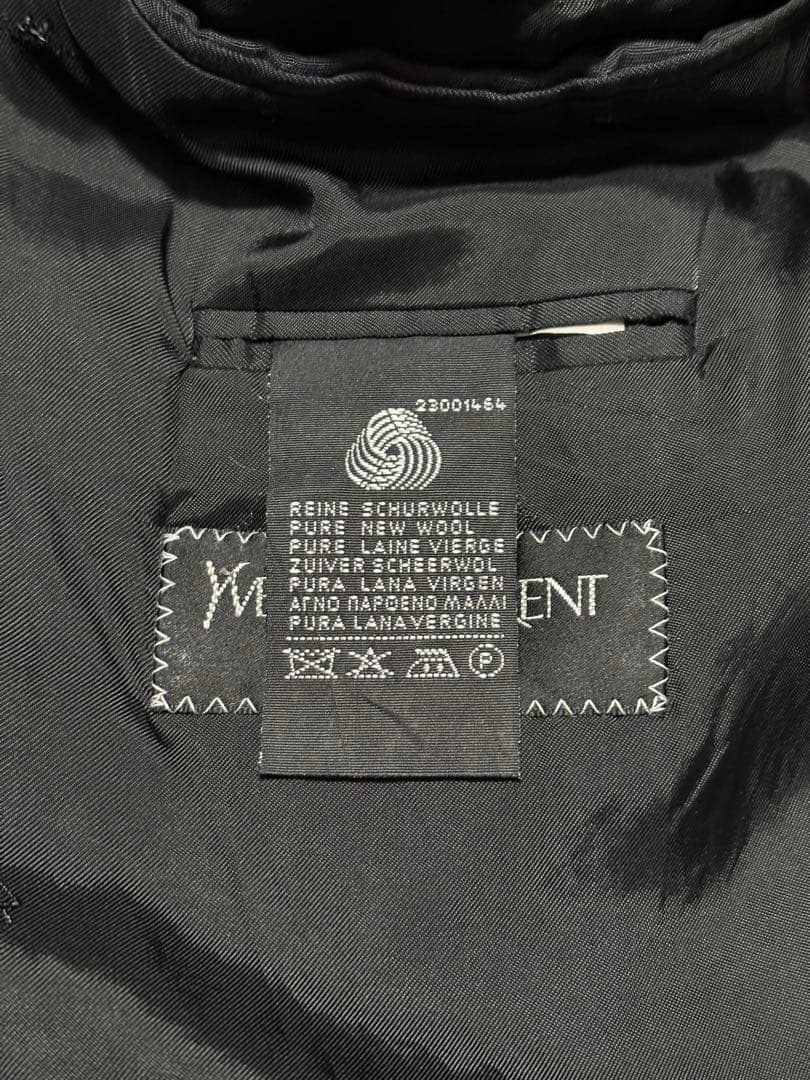 23001464
REINE SCHURWOLLE
PURE NEW WOOL
PURE LAINE VIERGE
ZUIVER SCHEERWOL
PURA LANA VIRGEN
ΑΓΝΟ ΠΑΡΘΕΝΟ ΜΑΛΛΙ
PURA LANA VERGINE
P